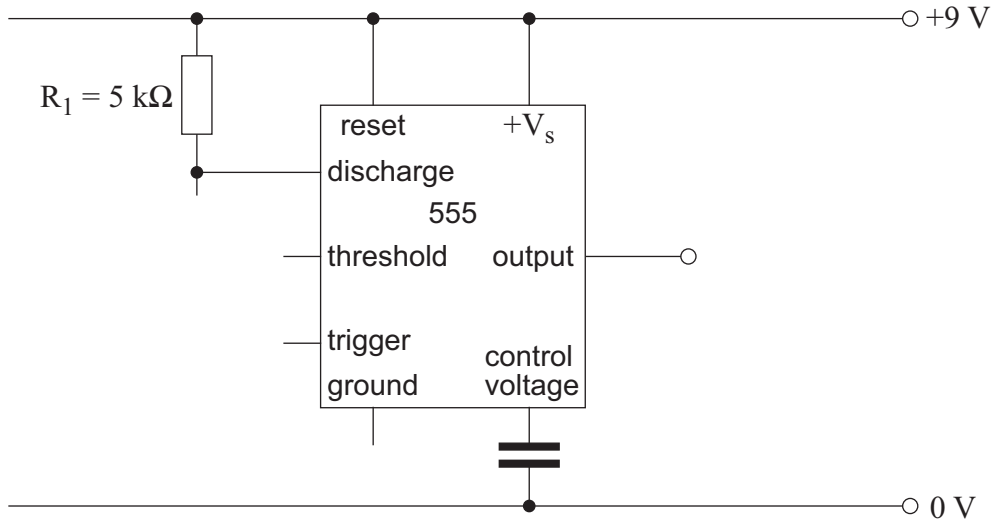 +9 V
R₁ = 5 kΩ
reset
+Vₛ
discharge
555
threshold
output
trigger
control
voltage
ground
0 V